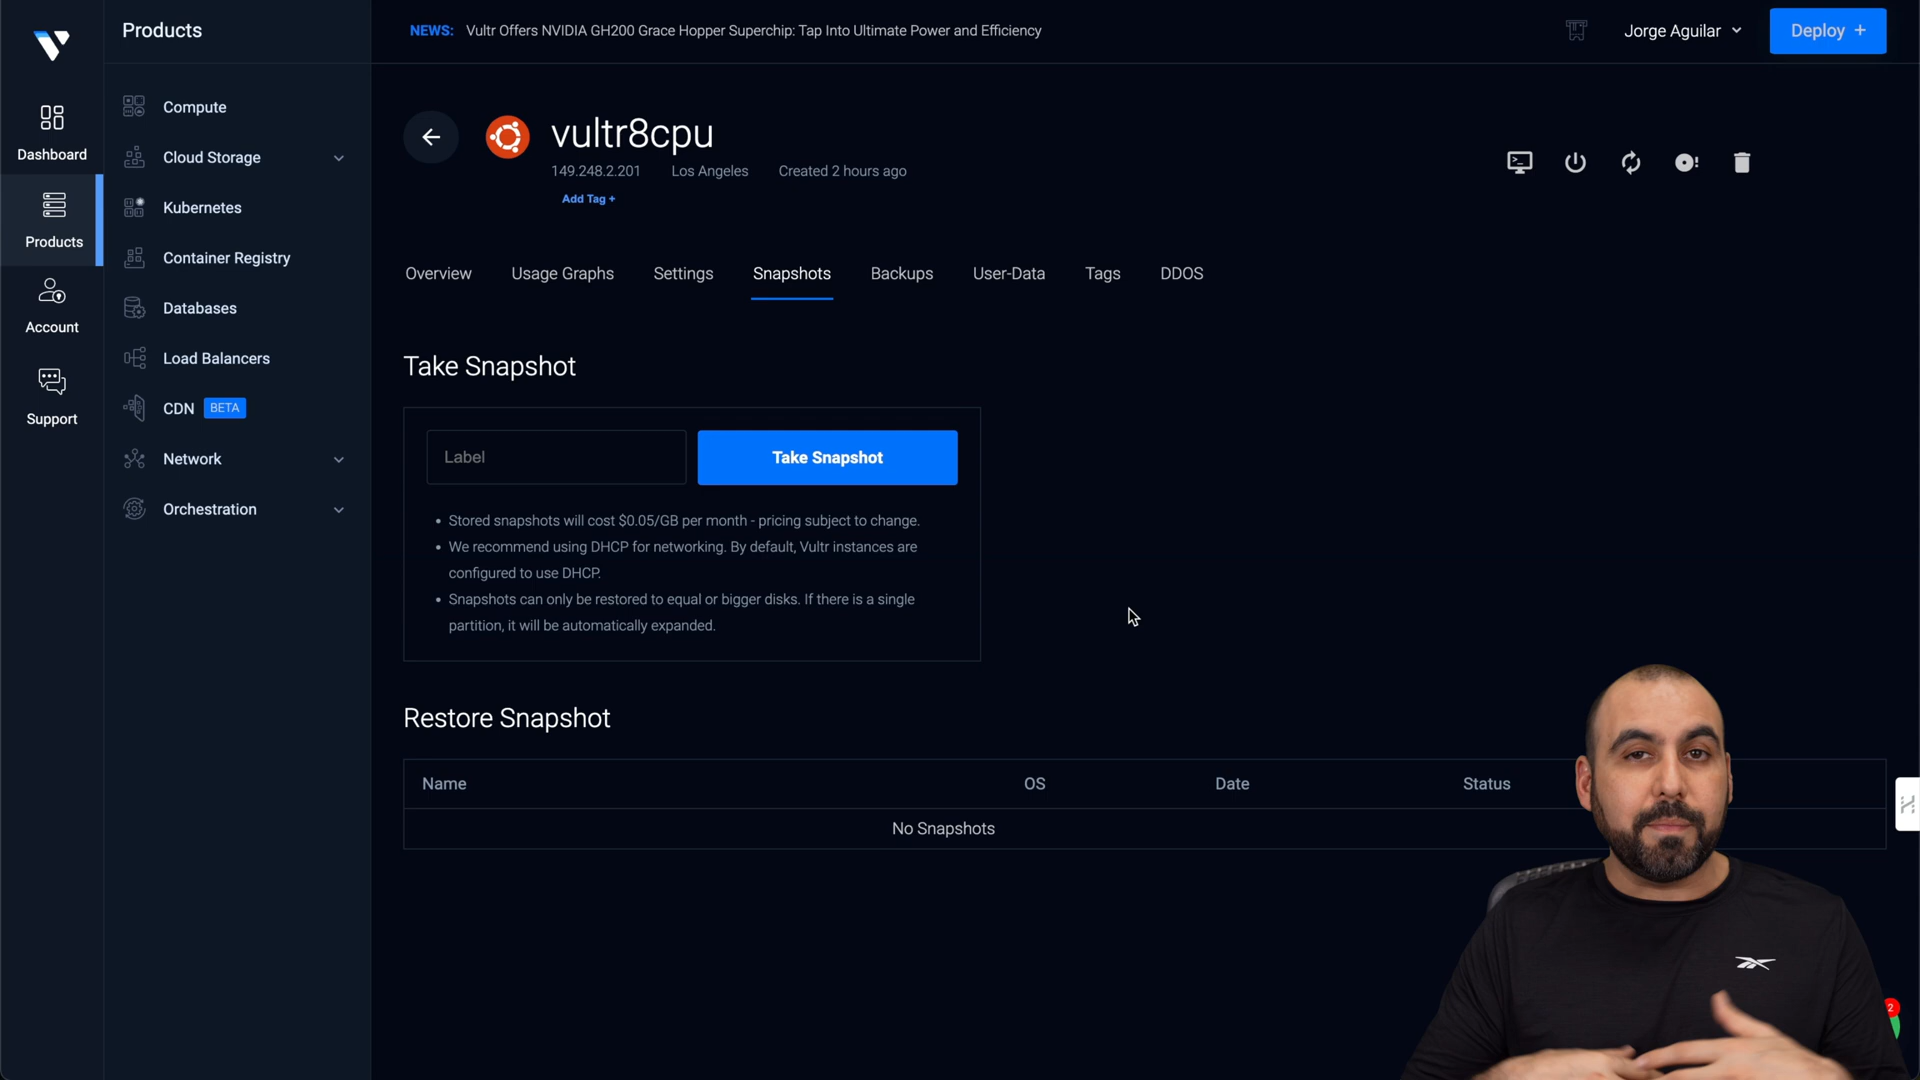 Products
NEWS: Vultr Offers NVIDIA GH200 Grace Hopper Superchip: Tap Into Ultimate Power and Efficiency
Jorge Aguilar
Deploy +
Dashboard
Products
Account
Support
Compute
Cloud Storage
Kubernetes
Container Registry
Databases
Load Balancers
CDN BETA
Network
Orchestration
vultr8cpu
149.248.2.201 Los Angeles Created 2 hours ago
Add Tag +
Overview Usage Graphs Settings Snapshots Backups User-Data Tags DDOS
Take Snapshot
Label Take Snapshot
• Stored snapshots will cost $0.05/GB per month - pricing subject to change.
• We recommend using DHCP for networking. By default, Vultr instances are
configured to use DHCP.
• Snapshots can only be restored to equal or bigger disks. If there is a single
partition, it will be automatically expanded.
Restore Snapshot
Name OS Date Status
No Snapshots
2